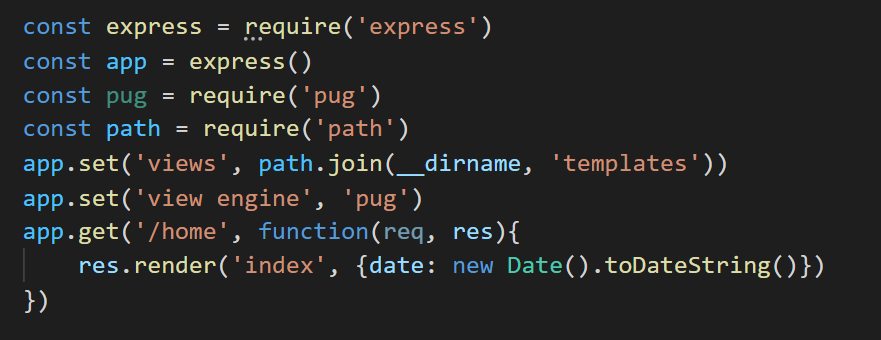 const express = require('express')
const app = express()
const pug = require('pug')
const path = require('path')
app.set('views', path.join(__dirname, 'templates'))
app.set('view engine', 'pug')
app.get('/home', function(req, res){
    res.render('index', {date: new Date().toDateString()})
})